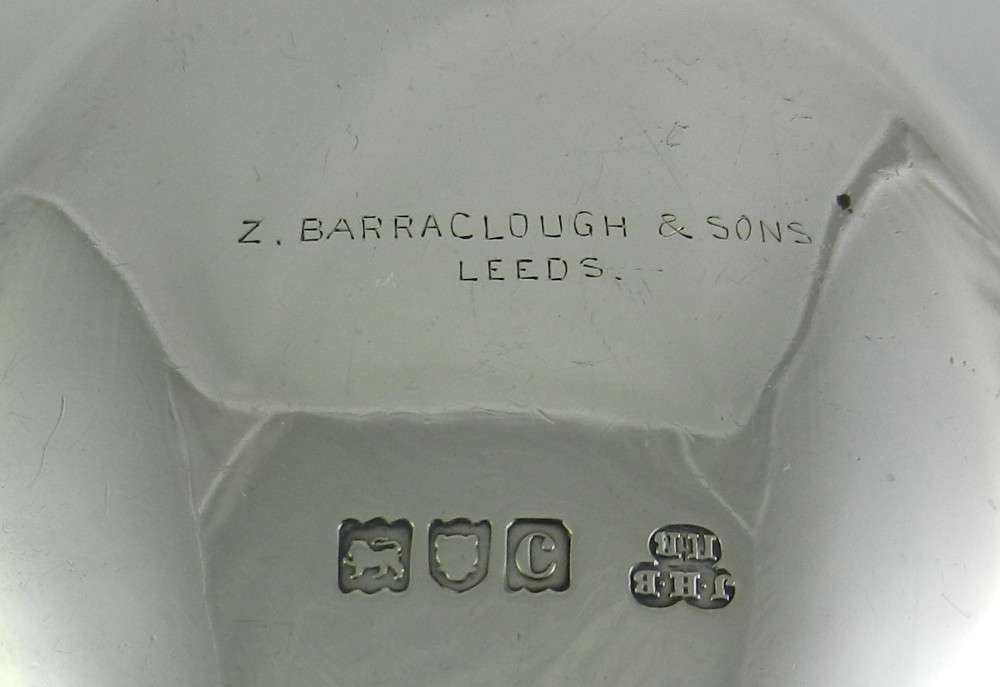 Z. BARRACLOUGH & SONS
LEEDS.
C
J·H·B